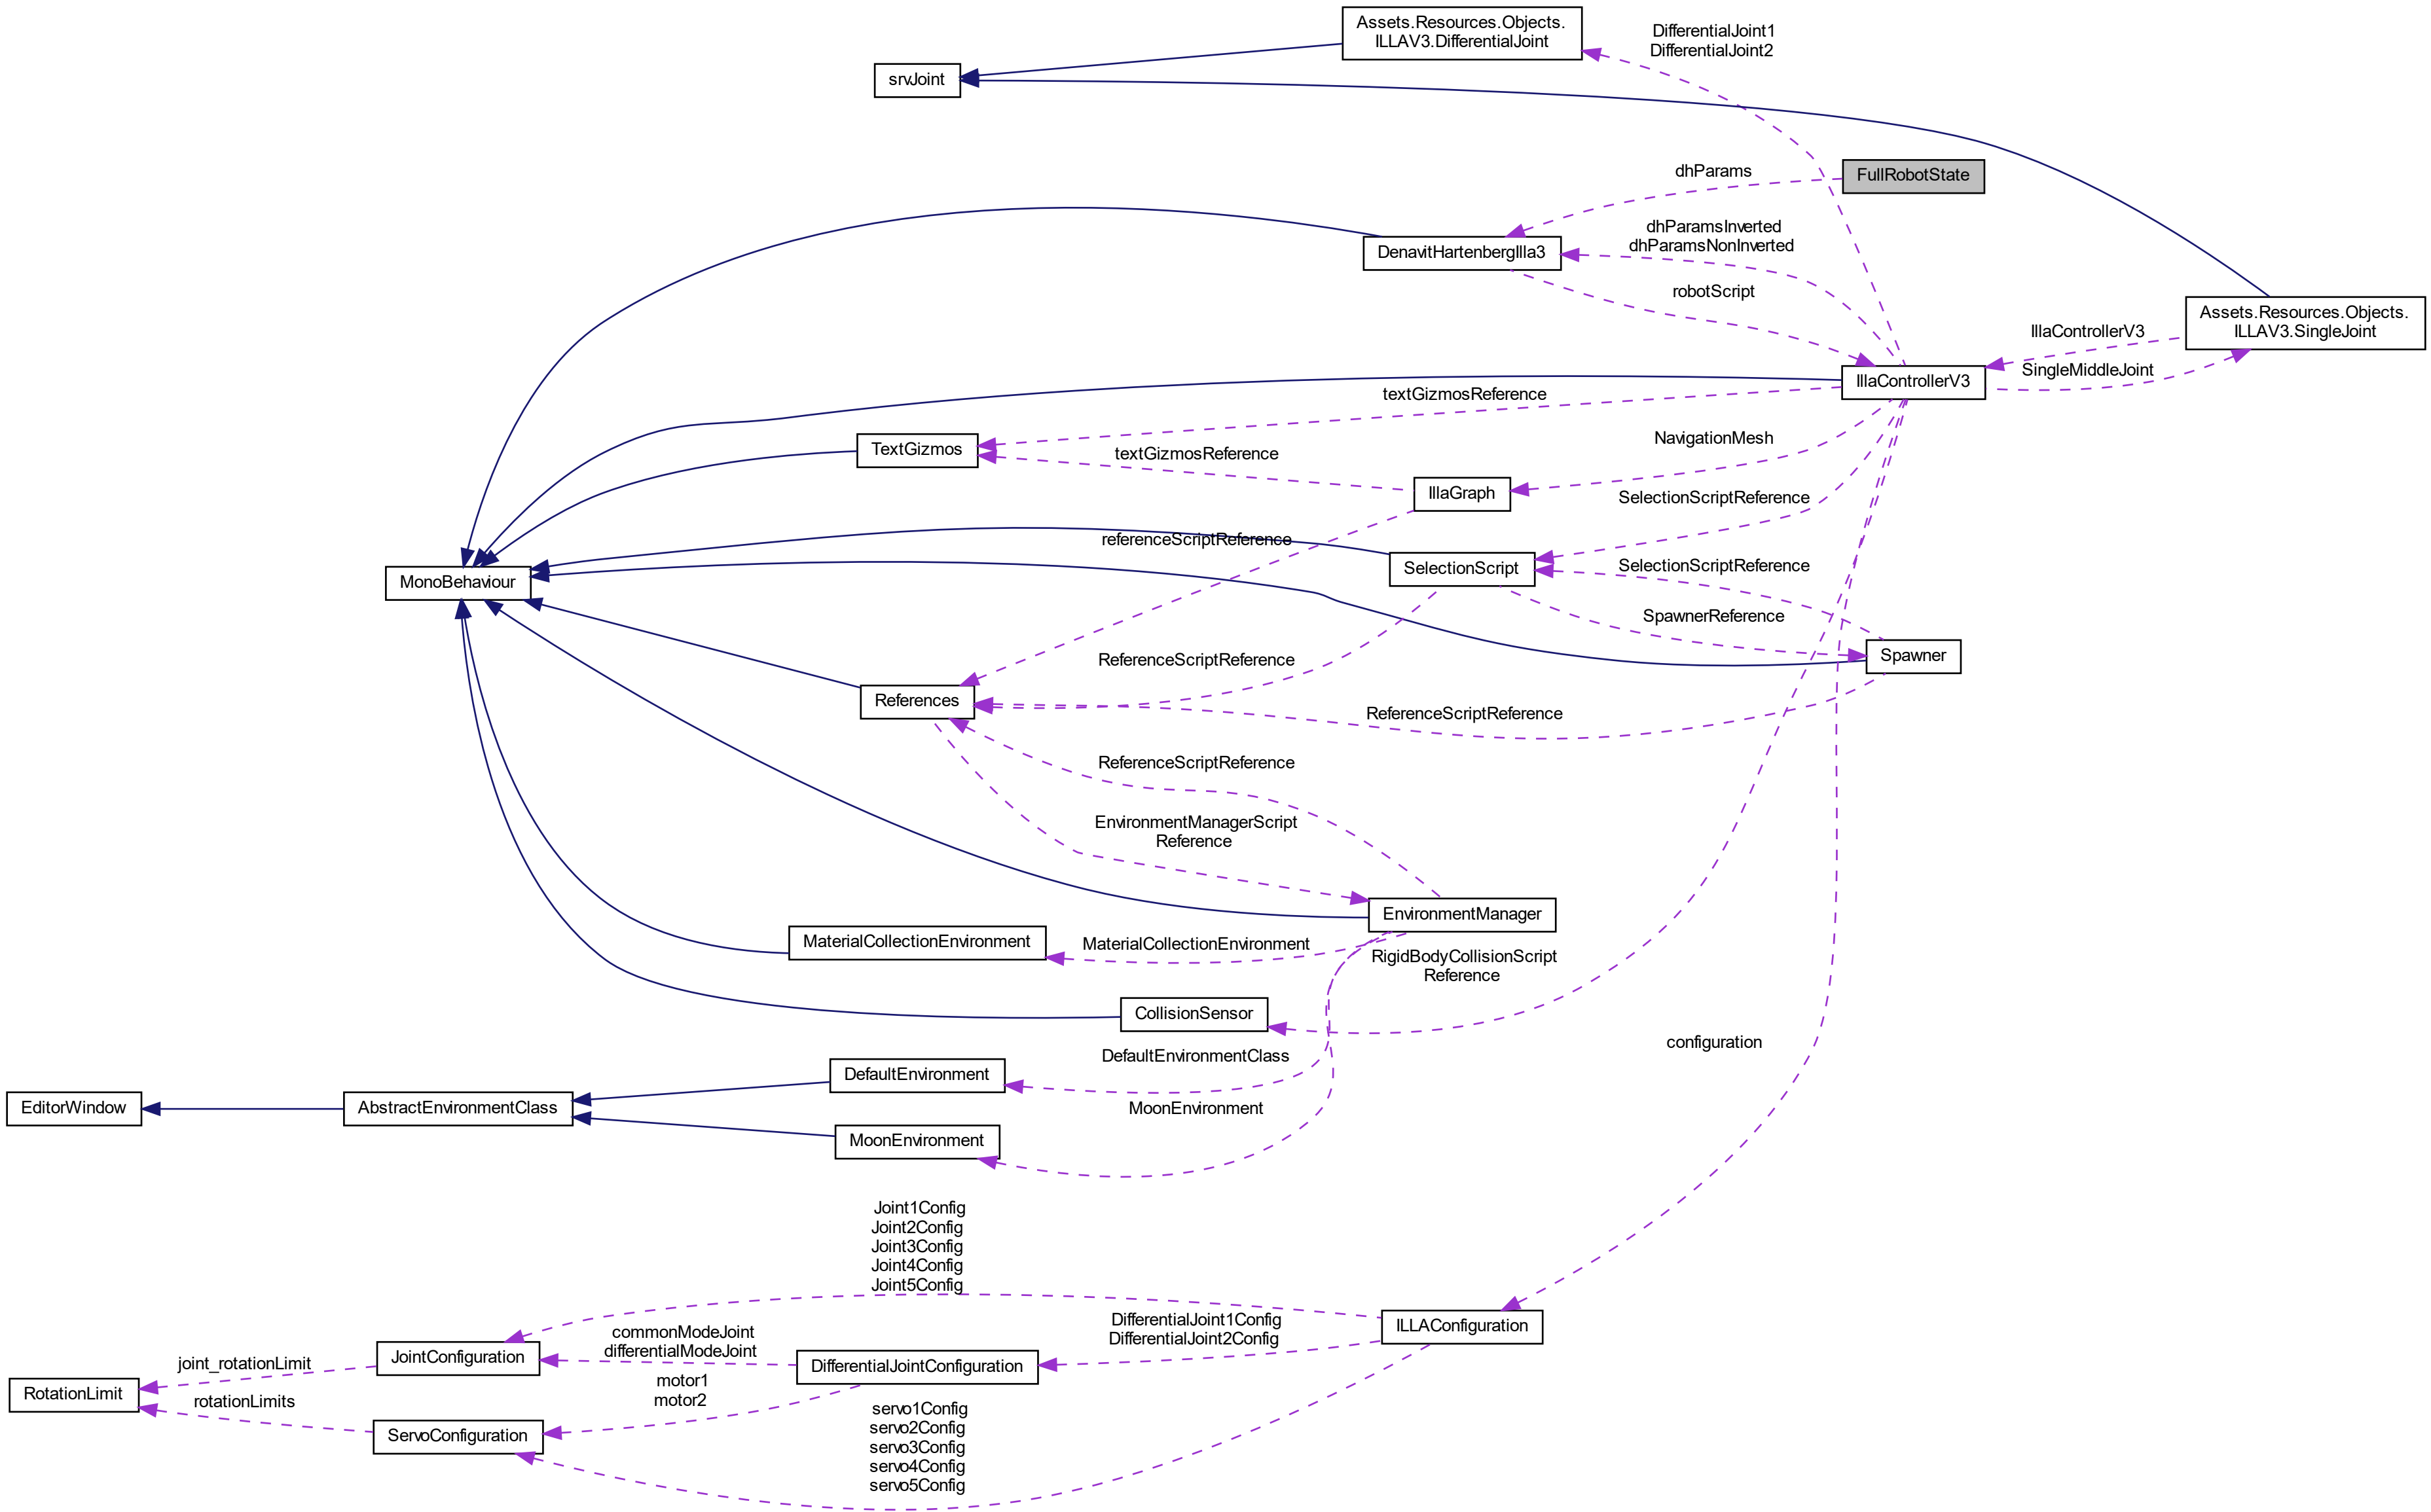 Assets.Resources.Objects.
ILLAV3.DifferentialJoint
DifferentialJoint1
DifferentialJoint2
srvJoint
dhParams
FullRobotState
dhParamsInverted
dhParamsNonInverted
DenavitHartenbergIlla3
robotScript
Assets.Resources.Objects.
ILLAV3.SingleJoint
IllaControllerV3
SingleMiddleJoint
IllaControllerV3
textGizmosReference
TextGizmos
textGizmosReference
NavigationMesh
IllaGraph
SelectionScriptReference
referenceScriptReference
MonoBehaviour
SelectionScript
SelectionScriptReference
SpawnerReference
Spawner
ReferenceScriptReference
References
ReferenceScriptReference
ReferenceScriptReference
EnvironmentManagerScript
Reference
EnvironmentManager
MaterialCollectionEnvironment
MaterialCollectionEnvironment
RigidBodyCollisionScript
Reference
CollisionSensor
configuration
DefaultEnvironmentClass
DefaultEnvironment
EditorWindow
AbstractEnvironmentClass
MoonEnvironment
MoonEnvironment
Joint1Config
Joint2Config
Joint3Config
Joint4Config
Joint5Config
ILLAConfiguration
DifferentialJoint1Config
DifferentialJoint2Config
commonModeJoint
differentialModeJoint
JointConfiguration
DifferentialJointConfiguration
joint_rotationLimit
RotationLimit
rotationLimits
motor1
motor2
ServoConfiguration
servo1Config
servo2Config
servo3Config
servo4Config
servo5Config